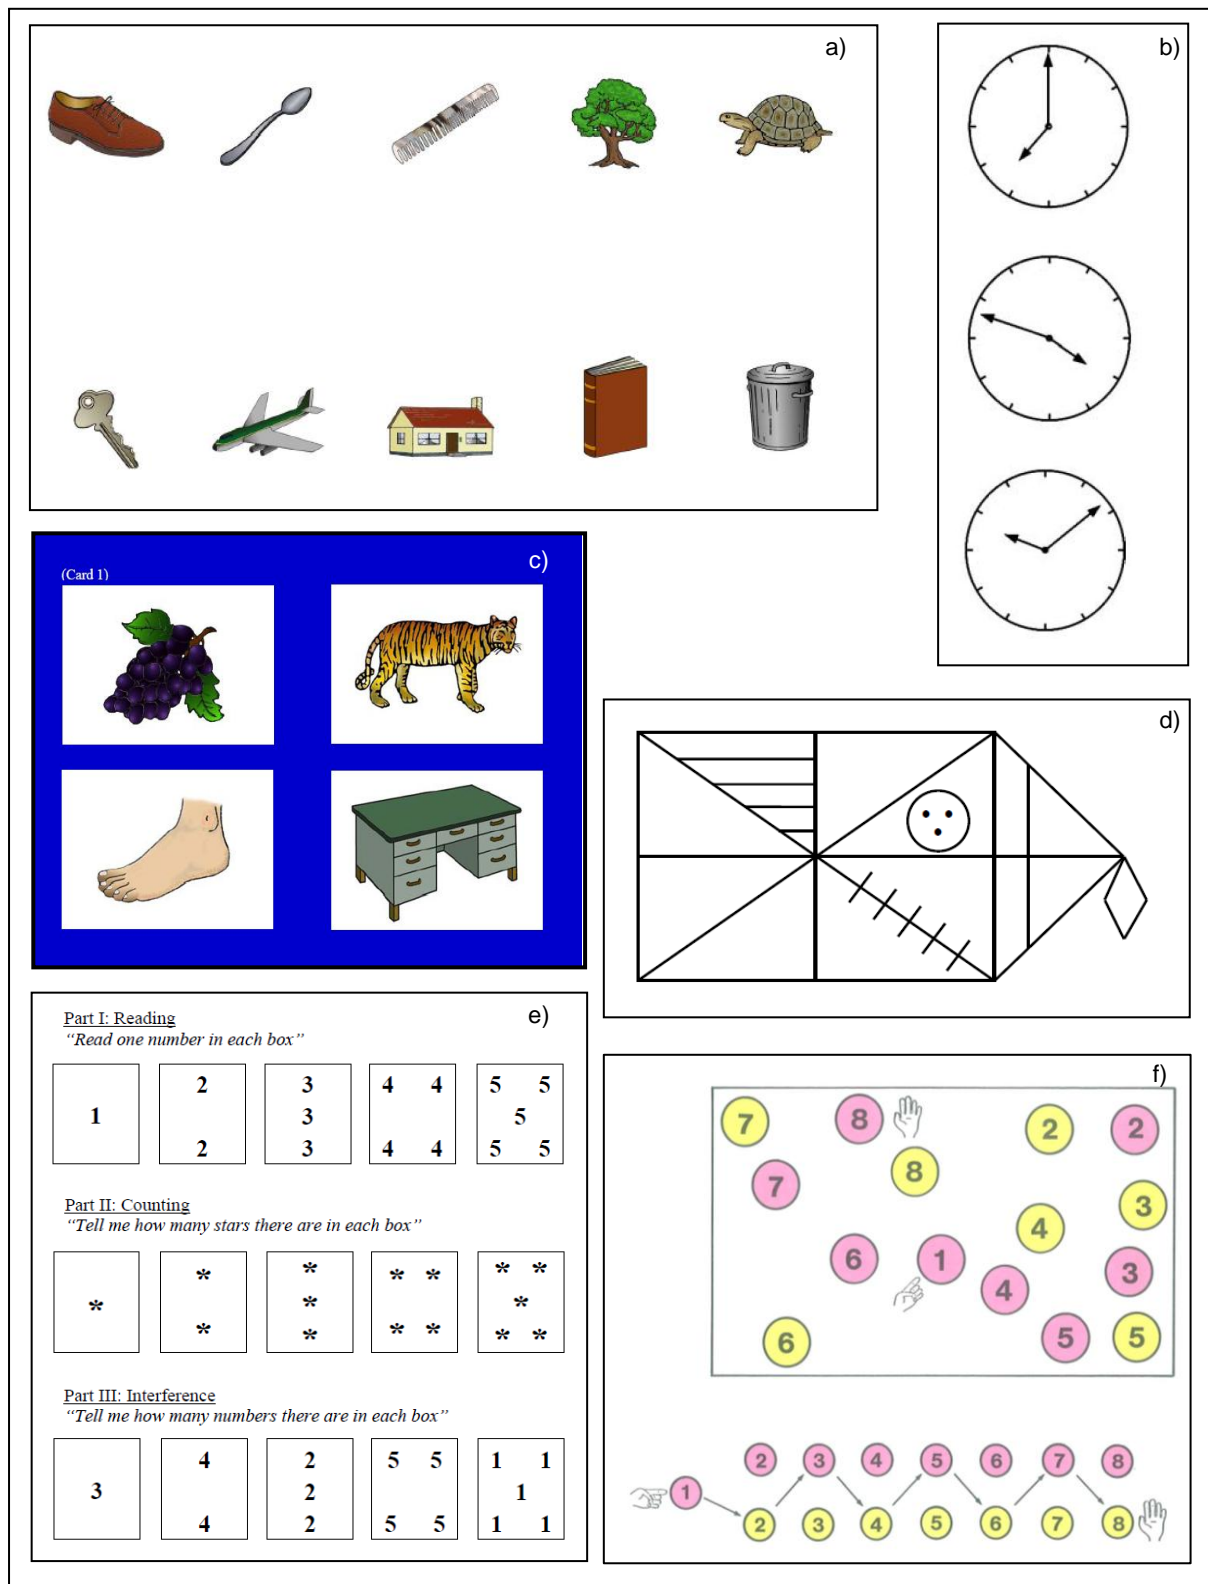 a)
b)
c)
(Card 1)
d)
e)
Part I: Reading
“Read one number in each box”
1 2 3 4 4 5 5
3 5
2 3 4 4 5 5
Part II: Counting
“Tell me how many stars there are in each box”
* * * * * * *
* * *
* * * * * *
Part III: Interference
“Tell me how many numbers there are in each box”
3 4 2 5 5 1 1
2 1
4 2 5 5 1 1
f)
7 8 2 2
7 8 3
4
6 1 4 3
6 5 5
2 3 4 5 6 7 8
1
2 3 4 5 6 7 8